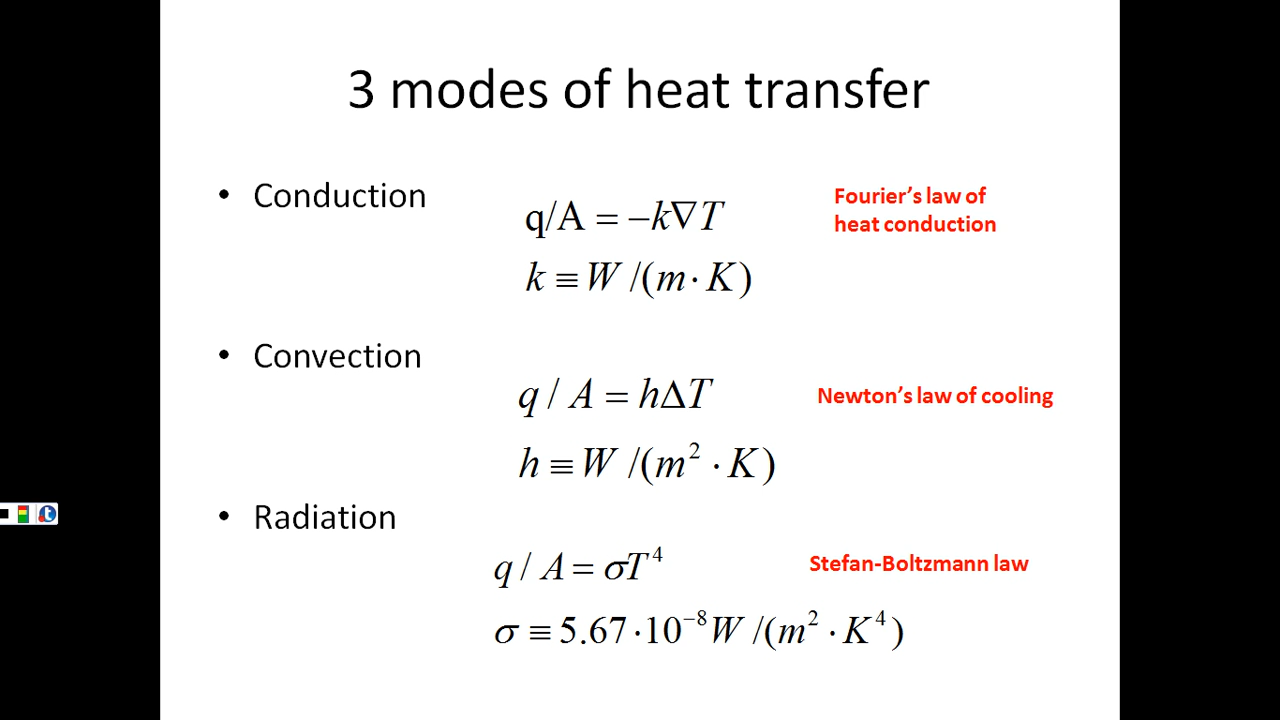 3 modes of heat transfer
• Conduction
q/A = −k∇T
Fourier's law of
heat conduction
k ≡ W /(m · K)
• Convection
q / A = hΔT
Newton's law of cooling
h ≡ W /(m² · K)
• Radiation
q / A = σT⁴
Stefan-Boltzmann law
σ ≡ 5.67·10⁻⁸ W /(m² · K⁴)